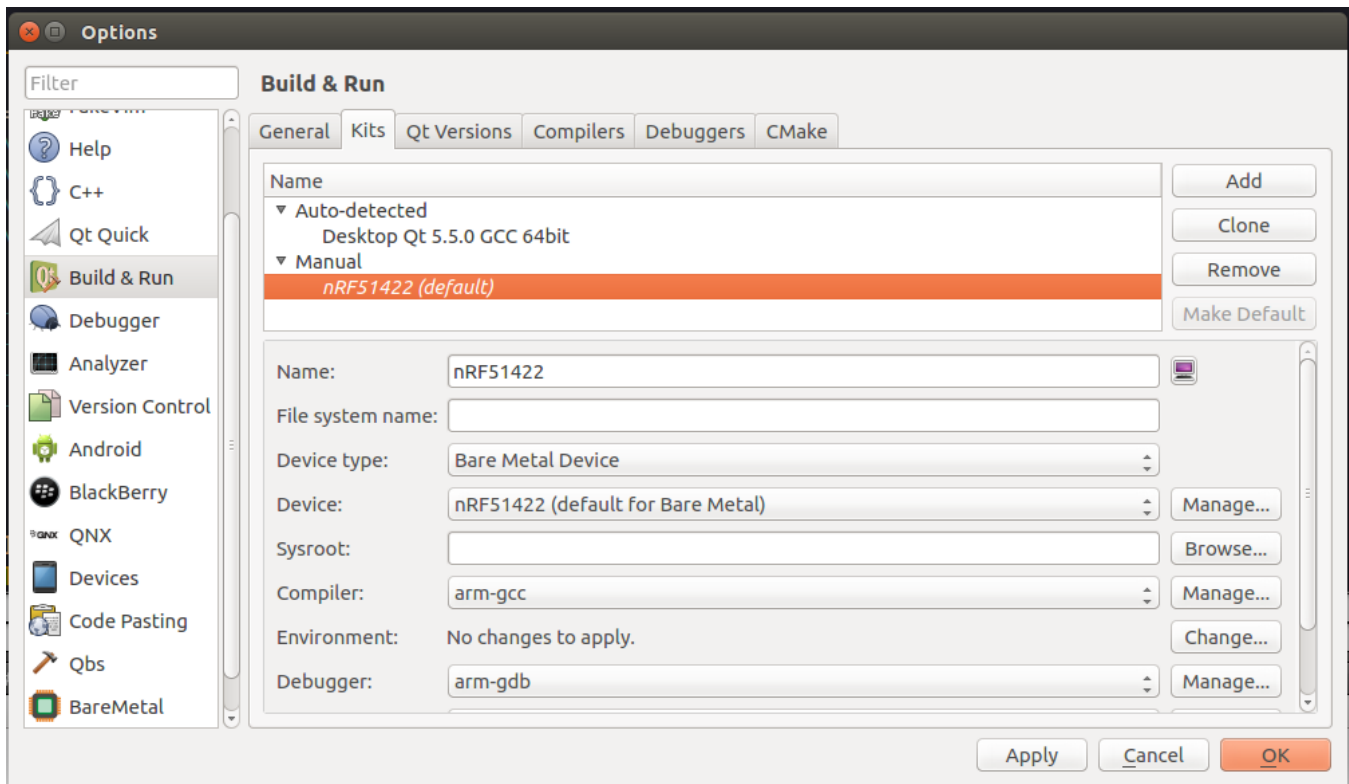 Options
Filter
Build & Run
Help
C++
Qt Quick
Build & Run
Debugger
Analyzer
Version Control
Android
BlackBerry
QNX
QNX
Devices
Code Pasting
Qbs
BareMetal
General Kits Qt Versions Compilers Debuggers CMake
Name
Auto-detected
Desktop Qt 5.5.0 GCC 64bit
Manual
nRF51422 (default)
Add
Clone
Remove
Make Default
Name: nRF51422
File system name:
Device type: Bare Metal Device
Device: nRF51422 (default for Bare Metal) Manage...
Sysroot: Browse...
Compiler: arm-gcc Manage...
Environment: No changes to apply. Change...
Debugger: arm-gdb Manage...
Apply Cancel OK